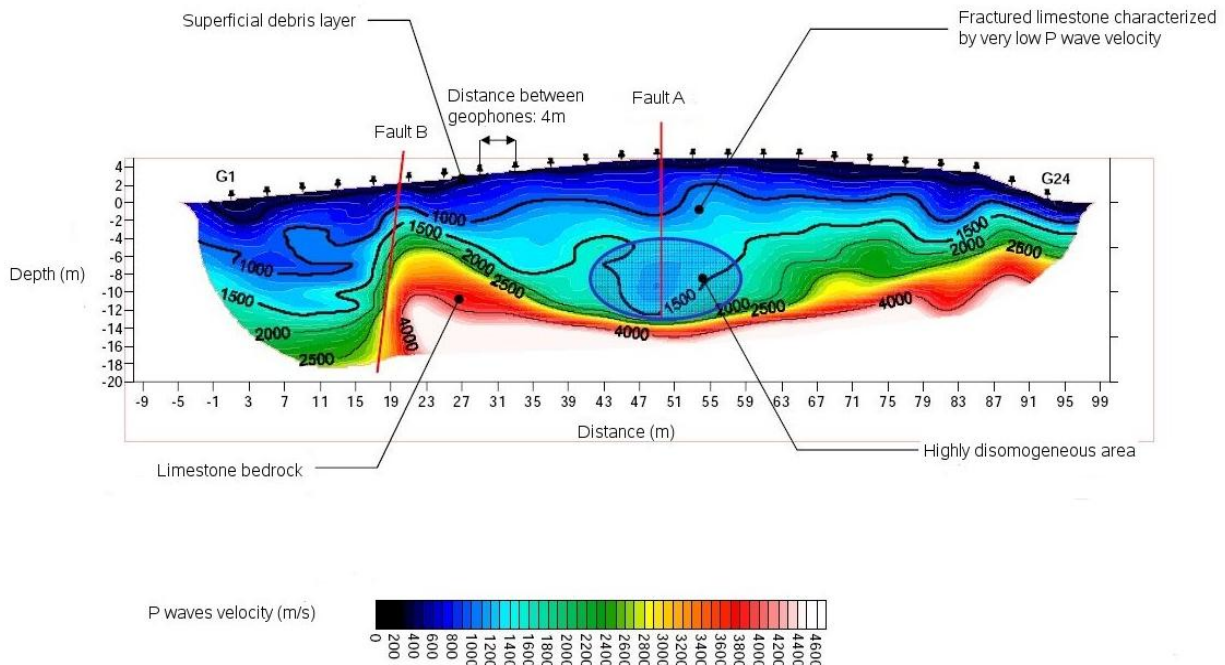 Superficial debris layer
Fractured limestone characterized
by very low P wave velocity
Distance between
geophones: 4m
Fault A
Fault B
G1
G24
4
2
0
-2
-4
-6
-8
-10
-12
-14
-16
-18
-20
Depth (m)
1000
1000
1500
1500
1500
1500
2000
2000
2000
2000
2500
2500
2500
2500
4000
4000
4000
-9 -5 -1 3 7 11 15 19 23 27 31 35 39 43 47 51 55 59 63 67 71 75 79 83 87 91 95 99
Distance (m)
Limestone bedrock
Highly disomogeneous area
P waves velocity (m/s)
0 200 400 600 800 1000 1200 1400 1600 1800 2000 2200 2400 2600 2800 3000 3200 3400 3600 3800 4000 4200 4400 4600